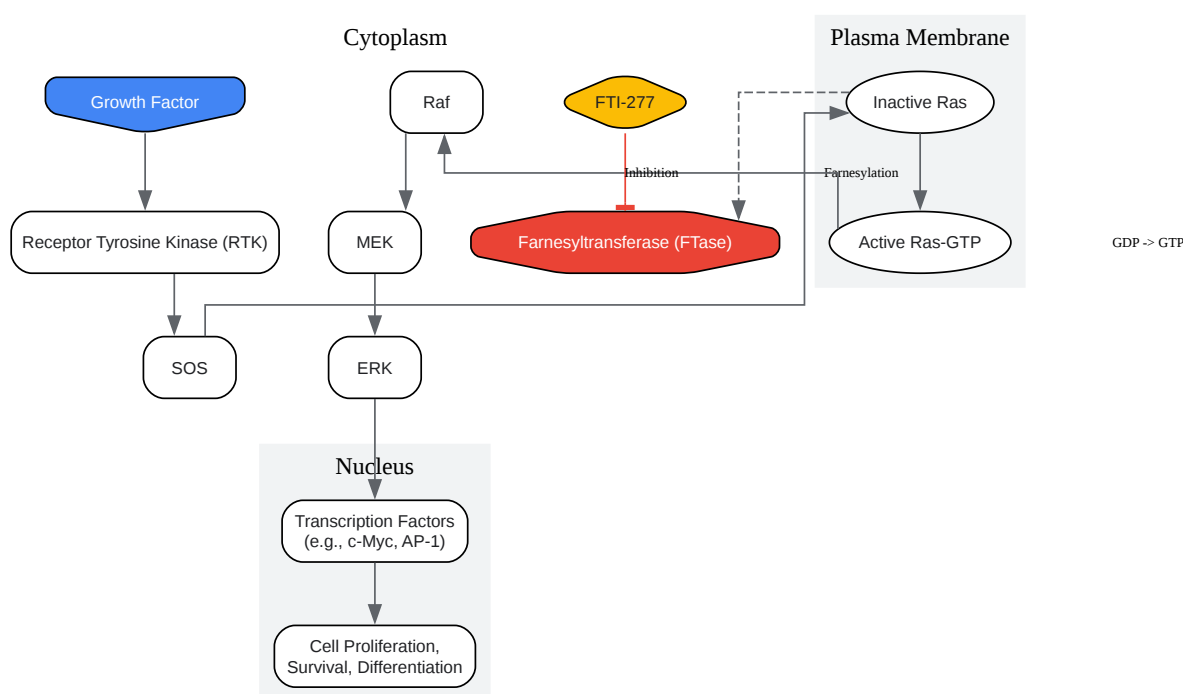 Cytoplasm
Plasma Membrane
Growth Factor
Raf
FTI-277
Inactive Ras
Inhibition
Farnesylation
Receptor Tyrosine Kinase (RTK)
MEK
Farnesyltransferase (FTase)
Active Ras-GTP
GDP -> GTP
SOS
ERK
Nucleus
Transcription Factors
(e.g., c-Myc, AP-1)
Cell Proliferation,
Survival, Differentiation